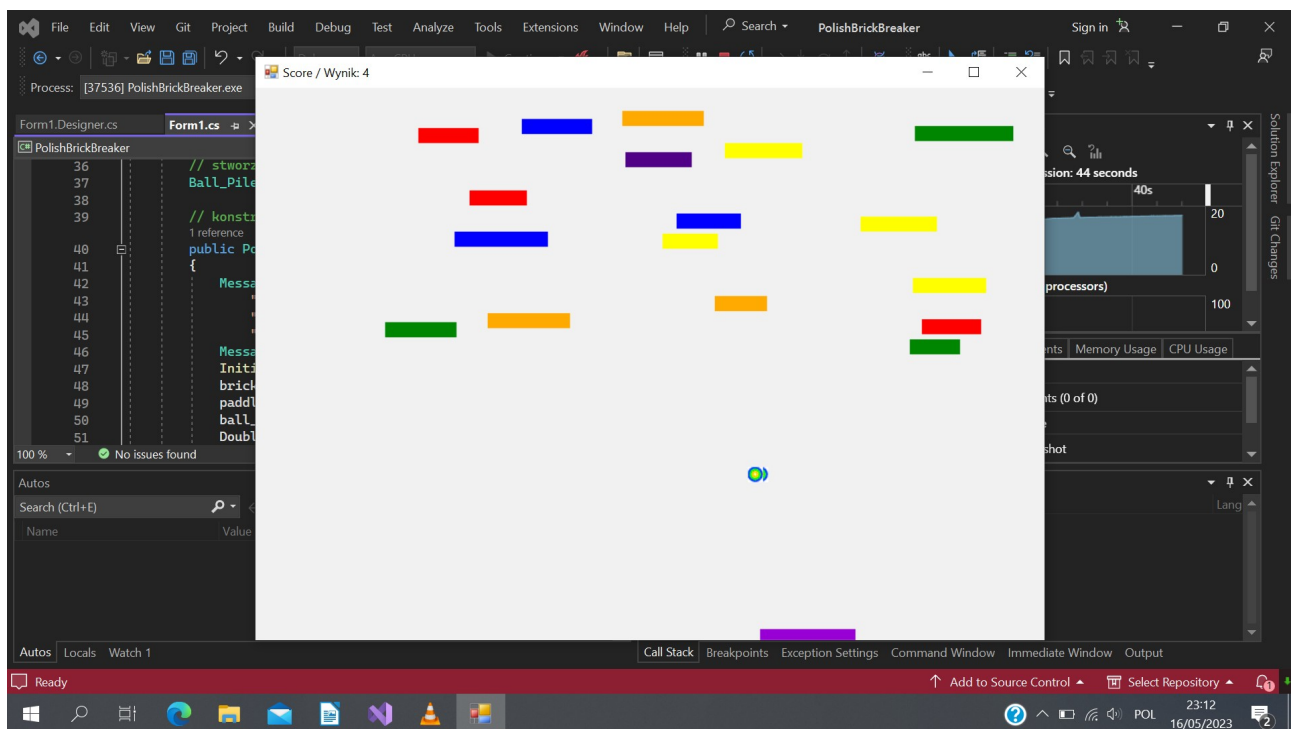 File Edit View Git Project Build Debug Test Analyze Tools Extensions Window Help Search PolishBrickBreaker Sign in
Process: [37536] PolishBrickBreaker.exe
Score / Wynik: 4
Form1.Designer.cs Form1.cs
PolishBrickBreaker
36 // stworz
37 Ball_Pile
38
39 // konstr
1 reference
40 public Po
41 {
42 Messa
43 "
44 "
45 "
46 Messa
47 Initi
48 brick
49 paddl
50 ball_
51 Doubl
100 % No issues found
ssion: 44 seconds
40s
20
0
processors)
100
nts Memory Usage CPU Usage
nts (0 of 0)
shot
Solution Explorer
Git Changes
Autos
Search (Ctrl+E)
Name Value
Lang
Autos Locals Watch 1
Call Stack Breakpoints Exception Settings Command Window Immediate Window Output
Ready
Add to Source Control Select Repository 1
POL 23:12
16/05/2023 2